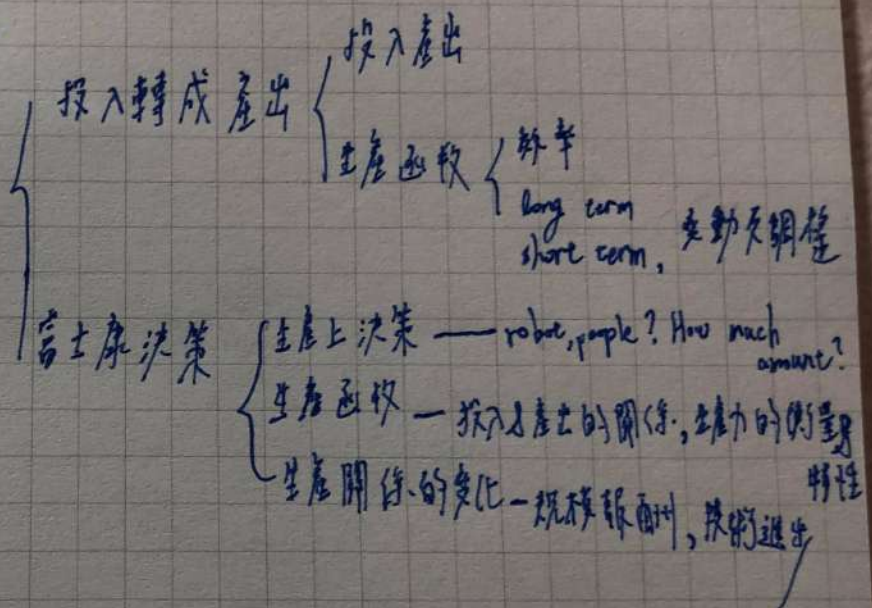 投入產出
投入轉成產出
生產函數
效率
long term
short term, 變動及調整
富士康決策
生產上決策 — robot, people? How much
amount?
生產函數 — 投入與產出的關係, 生產力的衡量與
特性
生產關係的變化 — 規模報酬, 技術進步